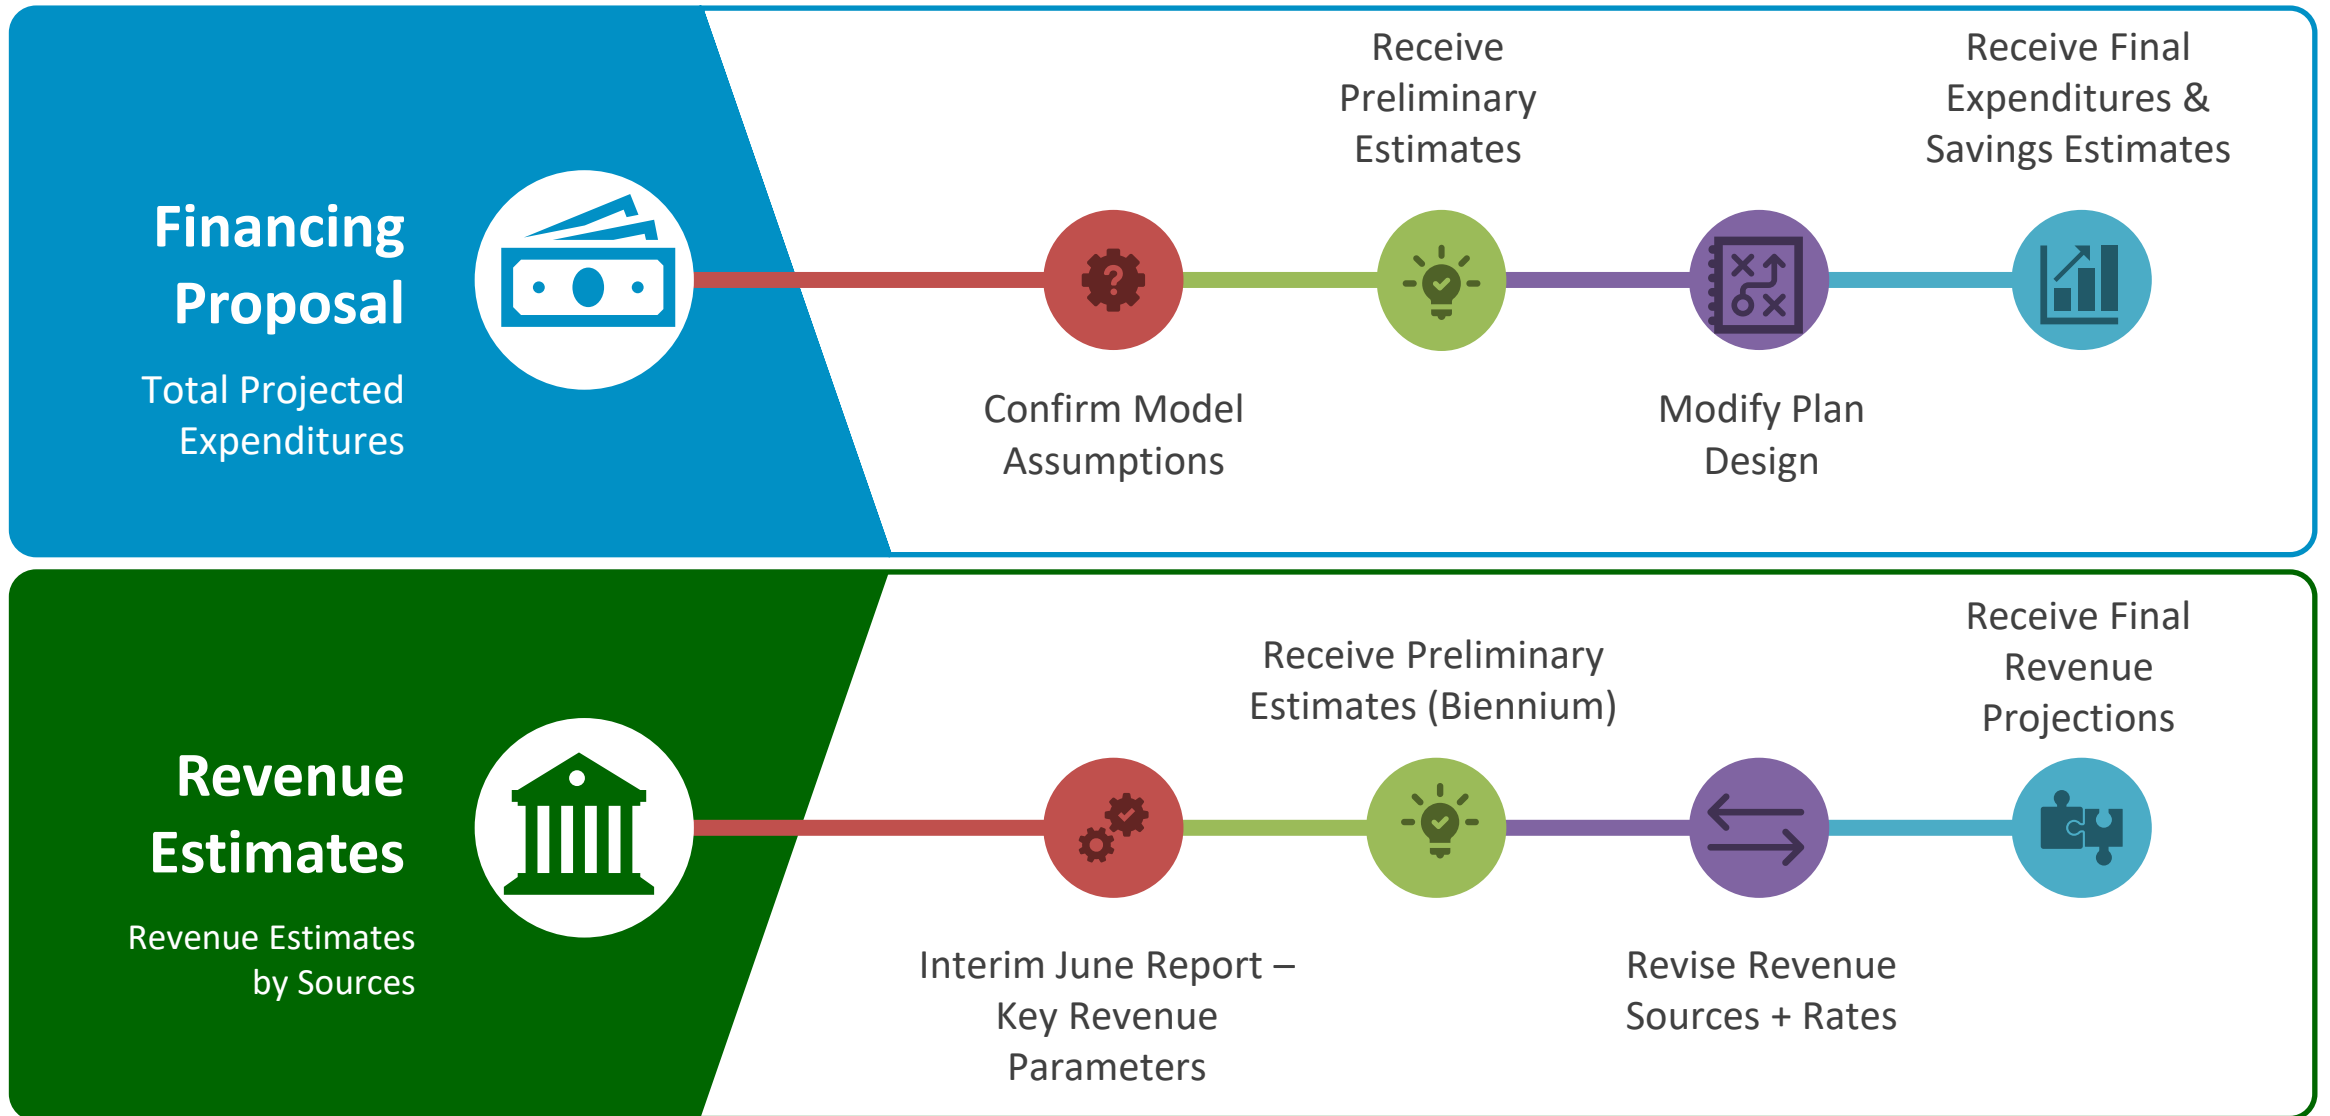 Financing
Proposal
Total Projected
Expenditures
Confirm Model
Assumptions
Receive
Preliminary
Estimates
Modify Plan
Design
Receive Final
Expenditures &
Savings Estimates
Revenue
Estimates
Revenue Estimates
by Sources
Interim June Report –
Key Revenue
Parameters
Receive Preliminary
Estimates (Biennium)
Revise Revenue
Sources + Rates
Receive Final
Revenue
Projections